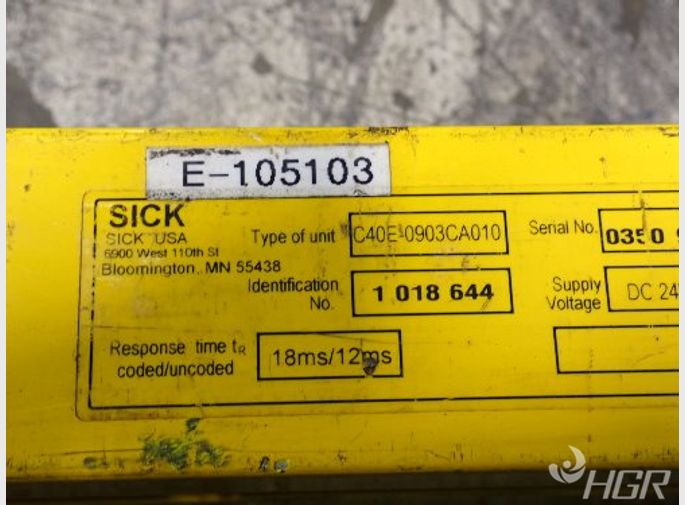 E-105103
SICK
SICK USA
6900 West 110th St
Bloomington, MN 55438
Type of unit C40E-0903CA010
Serial No. 0350
Identification No. 1 018 644
Supply Voltage DC 24
Response time tR coded/uncoded 18ms/12ms
HGR